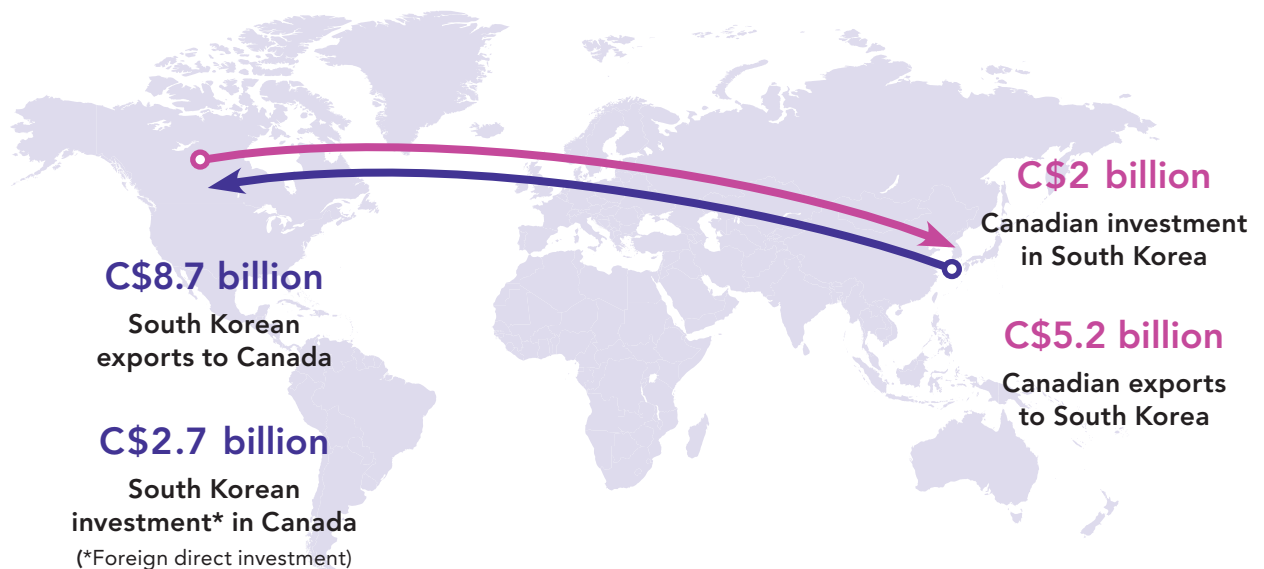 C$2 billion
Canadian investment
in South Korea
C$8.7 billion
South Korean
exports to Canada
C$5.2 billion
Canadian exports
to South Korea
C$2.7 billion
South Korean
investment* in Canada
(*Foreign direct investment)